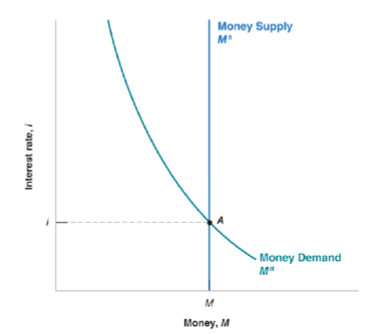 Money Supply
Mˢ
Interest rate, i
i
A
Money Demand
Mᵈ
M
Money, M